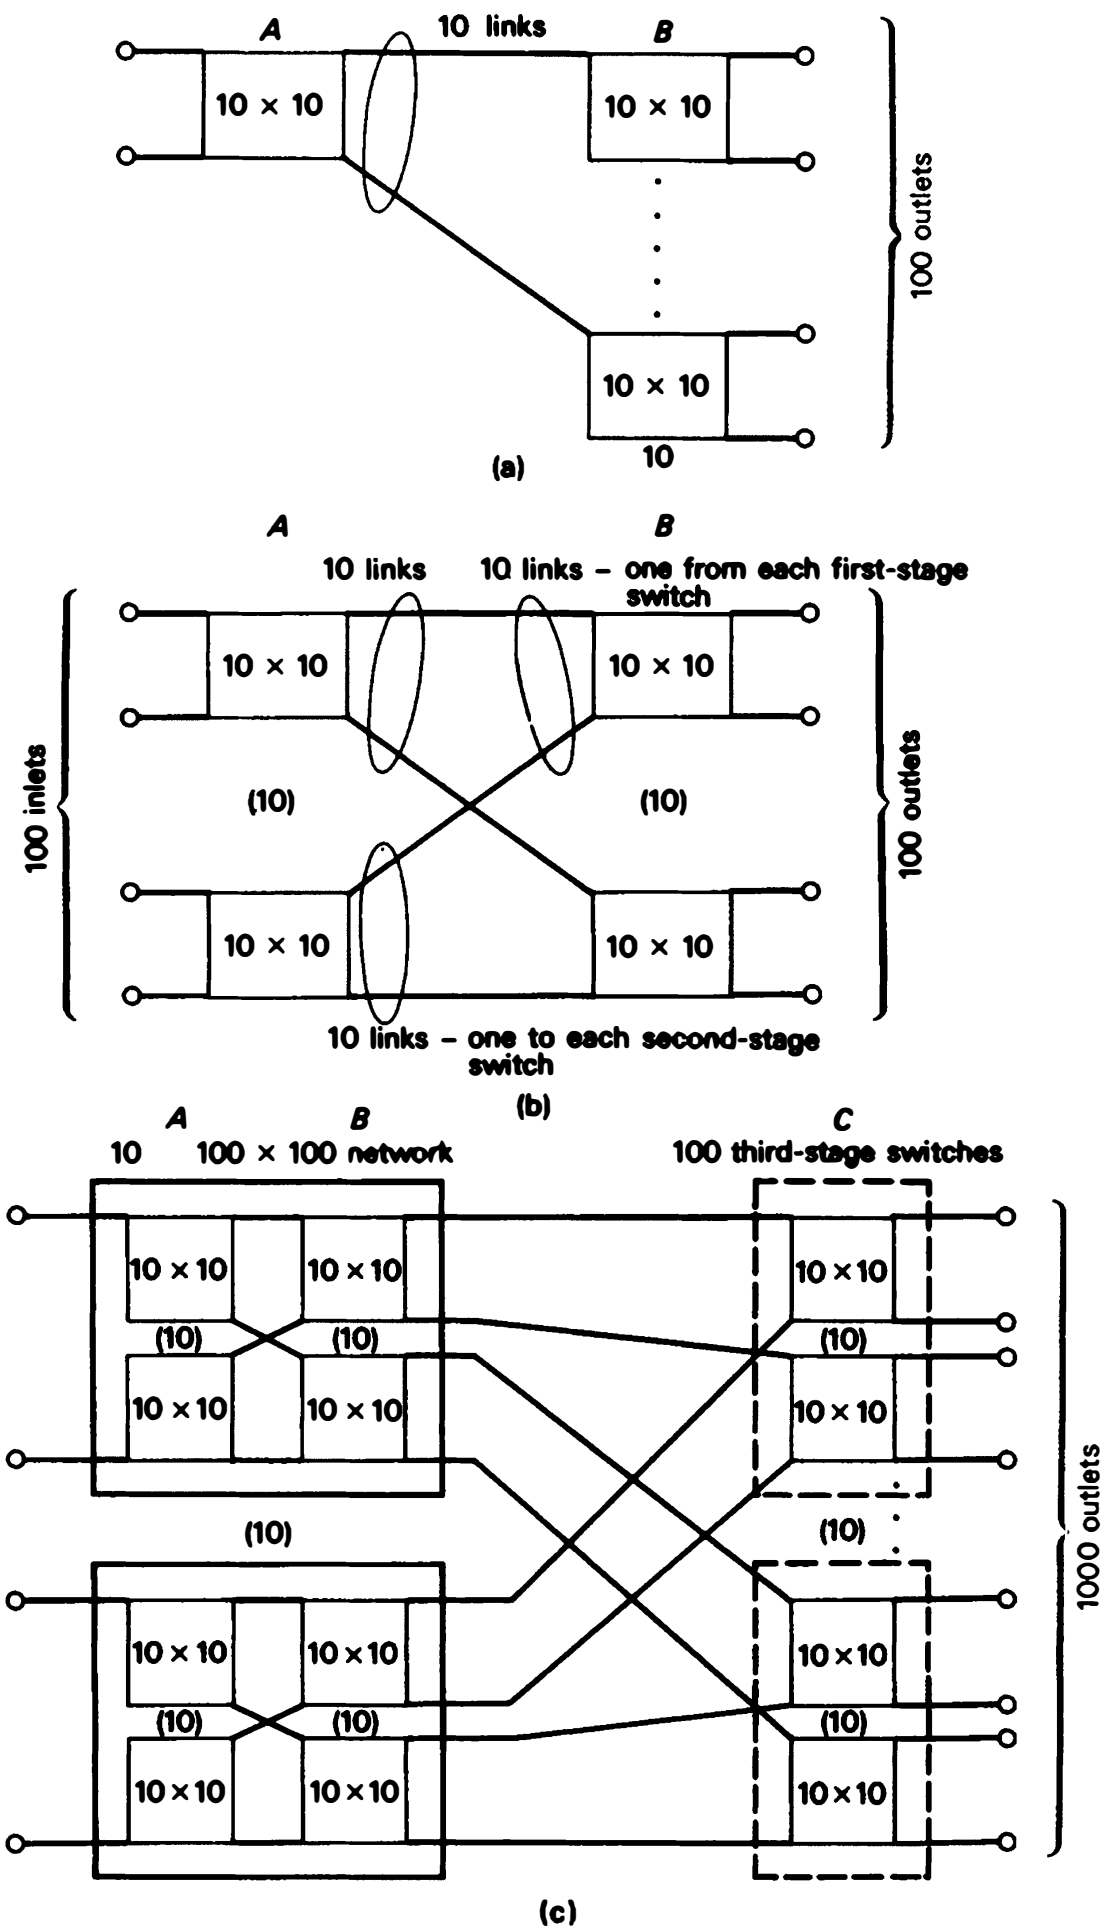 A 10 links B
10 × 10 10 × 10
100 outlets
10 × 10
10
(a)
A B
10 links 10 links – one from each first-stage
switch
10 × 10 10 × 10
100 inlets
(10) (10)
100 outlets
10 × 10 10 × 10
10 links – one to each second-stage
switch
(b)
A B C
10 100 × 100 network 100 third-stage switches
10 × 10 10 × 10 10 × 10
(10) (10) (10)
10 × 10 10 × 10 10 × 10
(10) (10)
1000 outlets
10 × 10 10 × 10 10 × 10
(10) (10) (10)
10 × 10 10 × 10 10 × 10
(c)